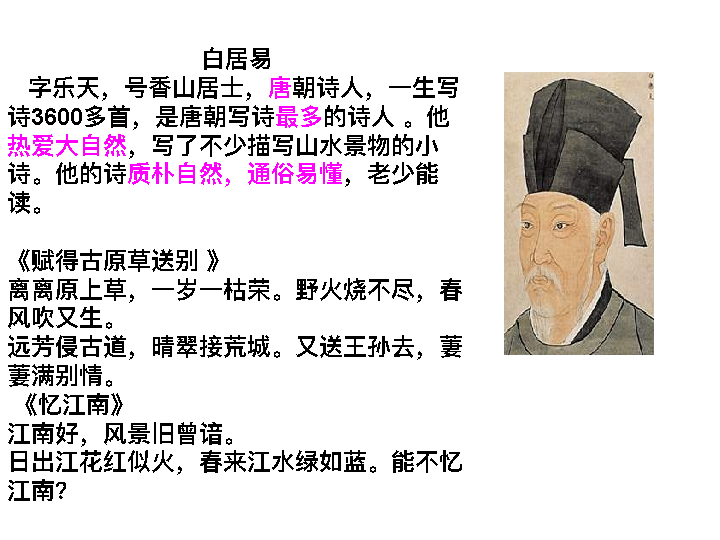 白居易
字乐天，号香山居士，唐朝诗人，一生写
诗3600多首，是唐朝写诗最多的诗人 。他
热爱大自然，写了不少描写山水景物的小
诗。他的诗质朴自然，通俗易懂，老少能
读。
《赋得古原草送别 》
离离原上草，一岁一枯荣。野火烧不尽，春
风吹又生。
远芳侵古道，晴翠接荒城。又送王孙去，萋
萋满别情。
《忆江南》
江南好，风景旧曾谙。
日出江花红似火，春来江水绿如蓝。能不忆
江南？